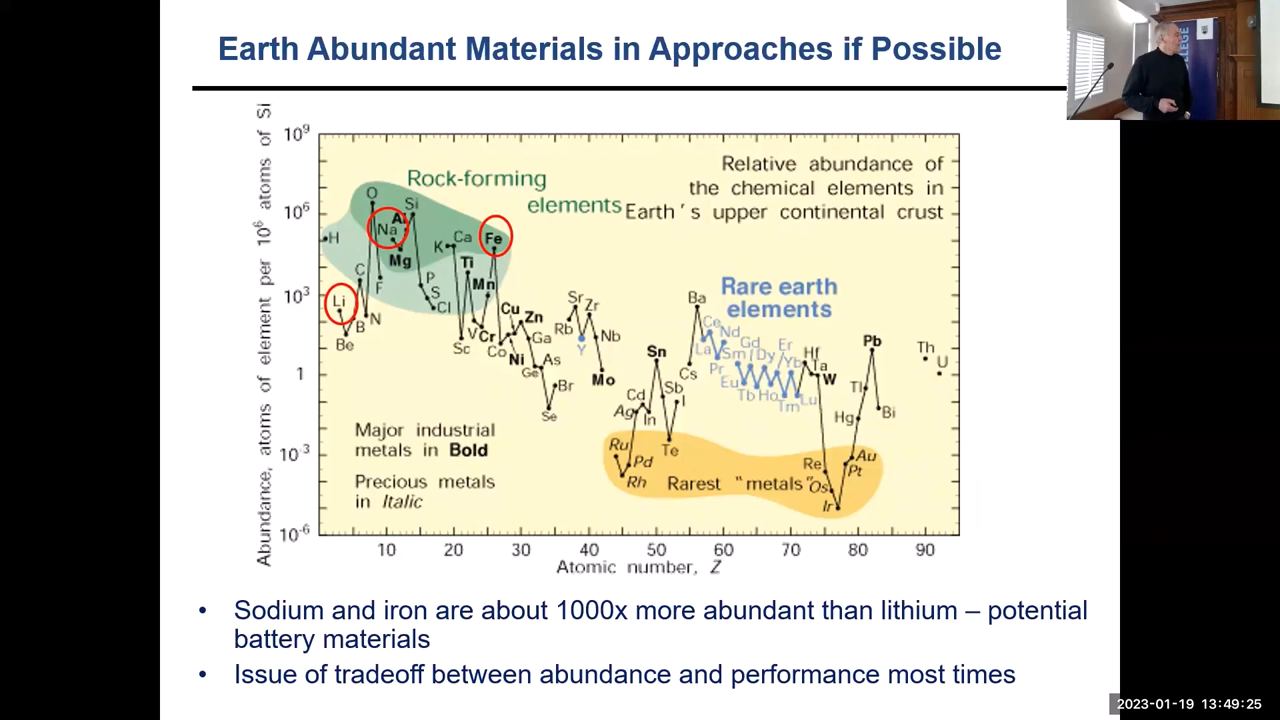 Earth Abundant Materials in Approaches if Possible
LEGE
Abundance, atoms of element per 10⁶ atoms of Si
10⁹
10⁶
10³
1
10⁻³
10⁻⁶
Relative abundance of
the chemical elements in
Earth's upper continental crust
Rock-forming
elements
Rare earth
elements
Major industrial
metals in Bold
Precious metals
in Italic
Rarest "metals"
H
Li
Be
B
C
N
O
F
Na
Mg
Al
Si
P
S
Cl
K
Ca
Sc
Ti
V
Cr
Mn
Fe
Co
Ni
Cu
Zn
Ga
Ge
As
Se
Br
Rb
Sr
Y
Zr
Nb
Mo
Ru
Rh
Pd
Ag
Cd
In
Sn
Sb
Te
I
Cs
Ba
La
Ce
Pr
Nd
Sm
Eu
Gd
Tb
Dy
Ho
Er
Tm
Yb
Lu
Hf
Ta
W
Re
Os
Ir
Pt
Au
Hg
Tl
Pb
Bi
Th
U
10 20 30 40 50 60 70 80 90
Atomic number, Z
• Sodium and iron are about 1000x more abundant than lithium – potential
battery materials
• Issue of tradeoff between abundance and performance most times
2023-01-19 13:49:25